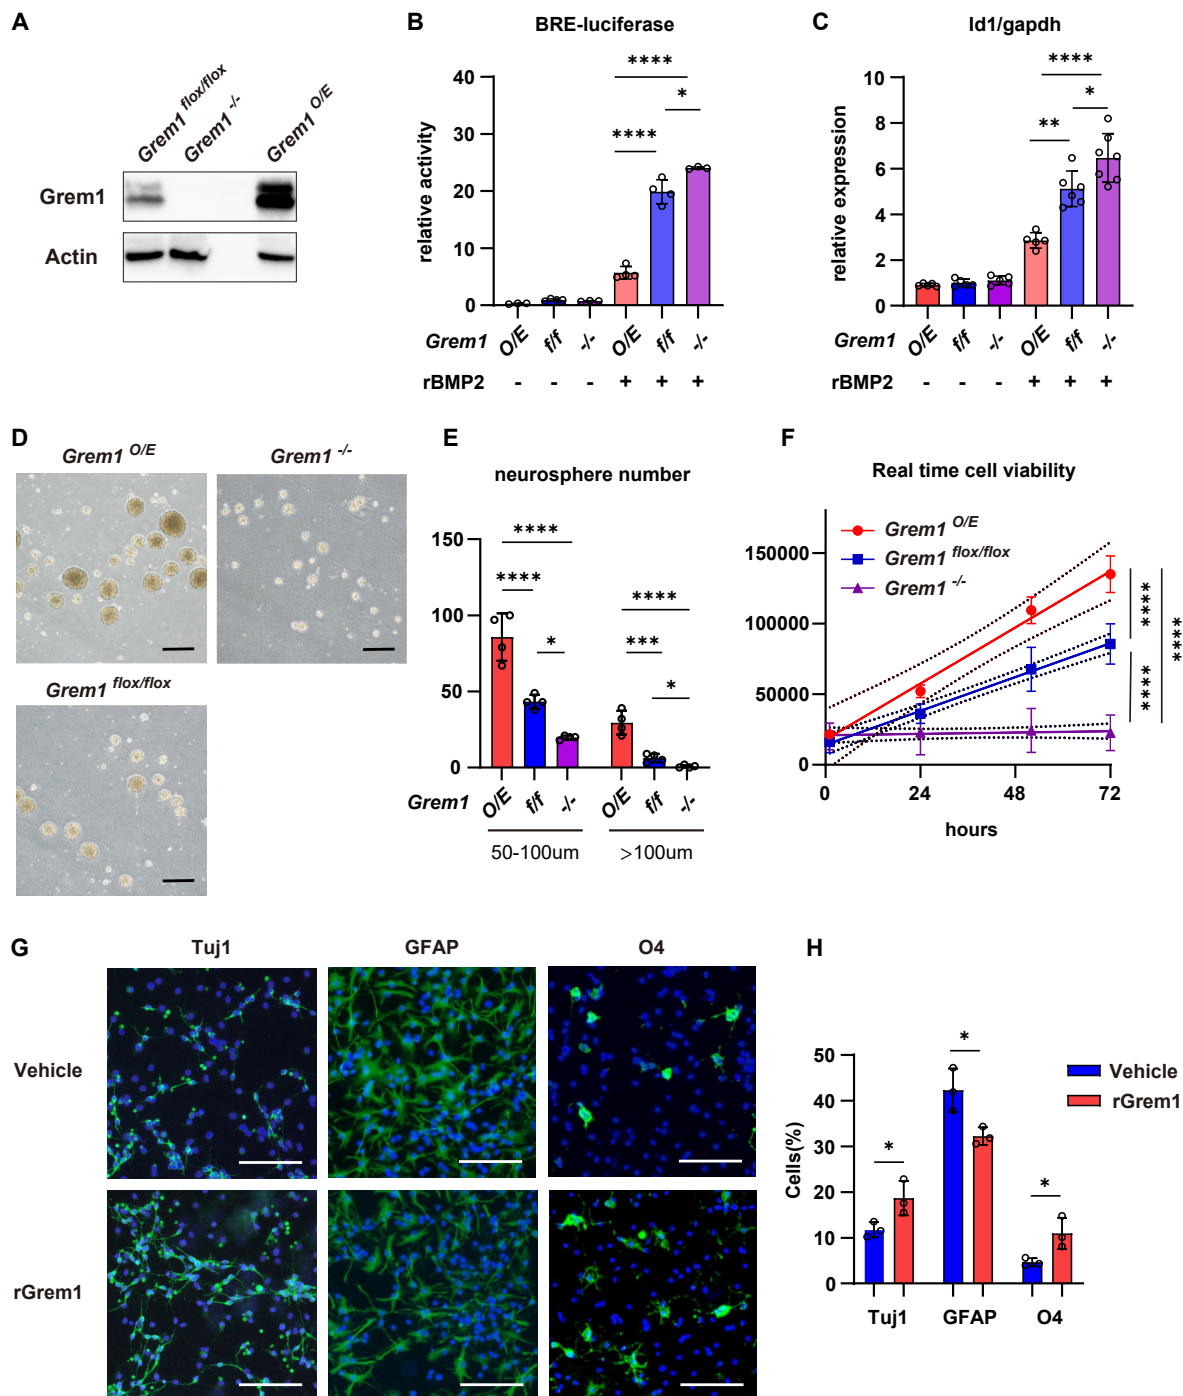 A
Grem1 flox/flox
Grem1 -/-
Grem1 O/E
Grem1
Actin
B
BRE-luciferase
relative activity
40
30
20
10
0
****
*
****
Grem1 O/E f/f -/- O/E f/f -/-
rBMP2 - - - + + +
C
Id1/gapdh
relative expression
10
8
6
4
2
0
****
*
**
Grem1 O/E f/f -/- O/E f/f -/-
rBMP2 - - - + + +
D
Grem1 O/E
Grem1 -/-
Grem1 flox/flox
E
neurosphere number
150
100
50
0
****
****
*
****
***
*
Grem1 O/E f/f -/- O/E f/f -/-
50-100um >100um
F
Real time cell viability
Grem1 O/E
Grem1 flox/flox
Grem1 -/-
150000
100000
50000
0
0 24 48 72
hours
****
****
****
G
Tuj1 GFAP O4
Vehicle
rGrem1
H
Cells(%)
50
40
30
20
10
0
*
*
*
Tuj1 GFAP O4
Vehicle
rGrem1